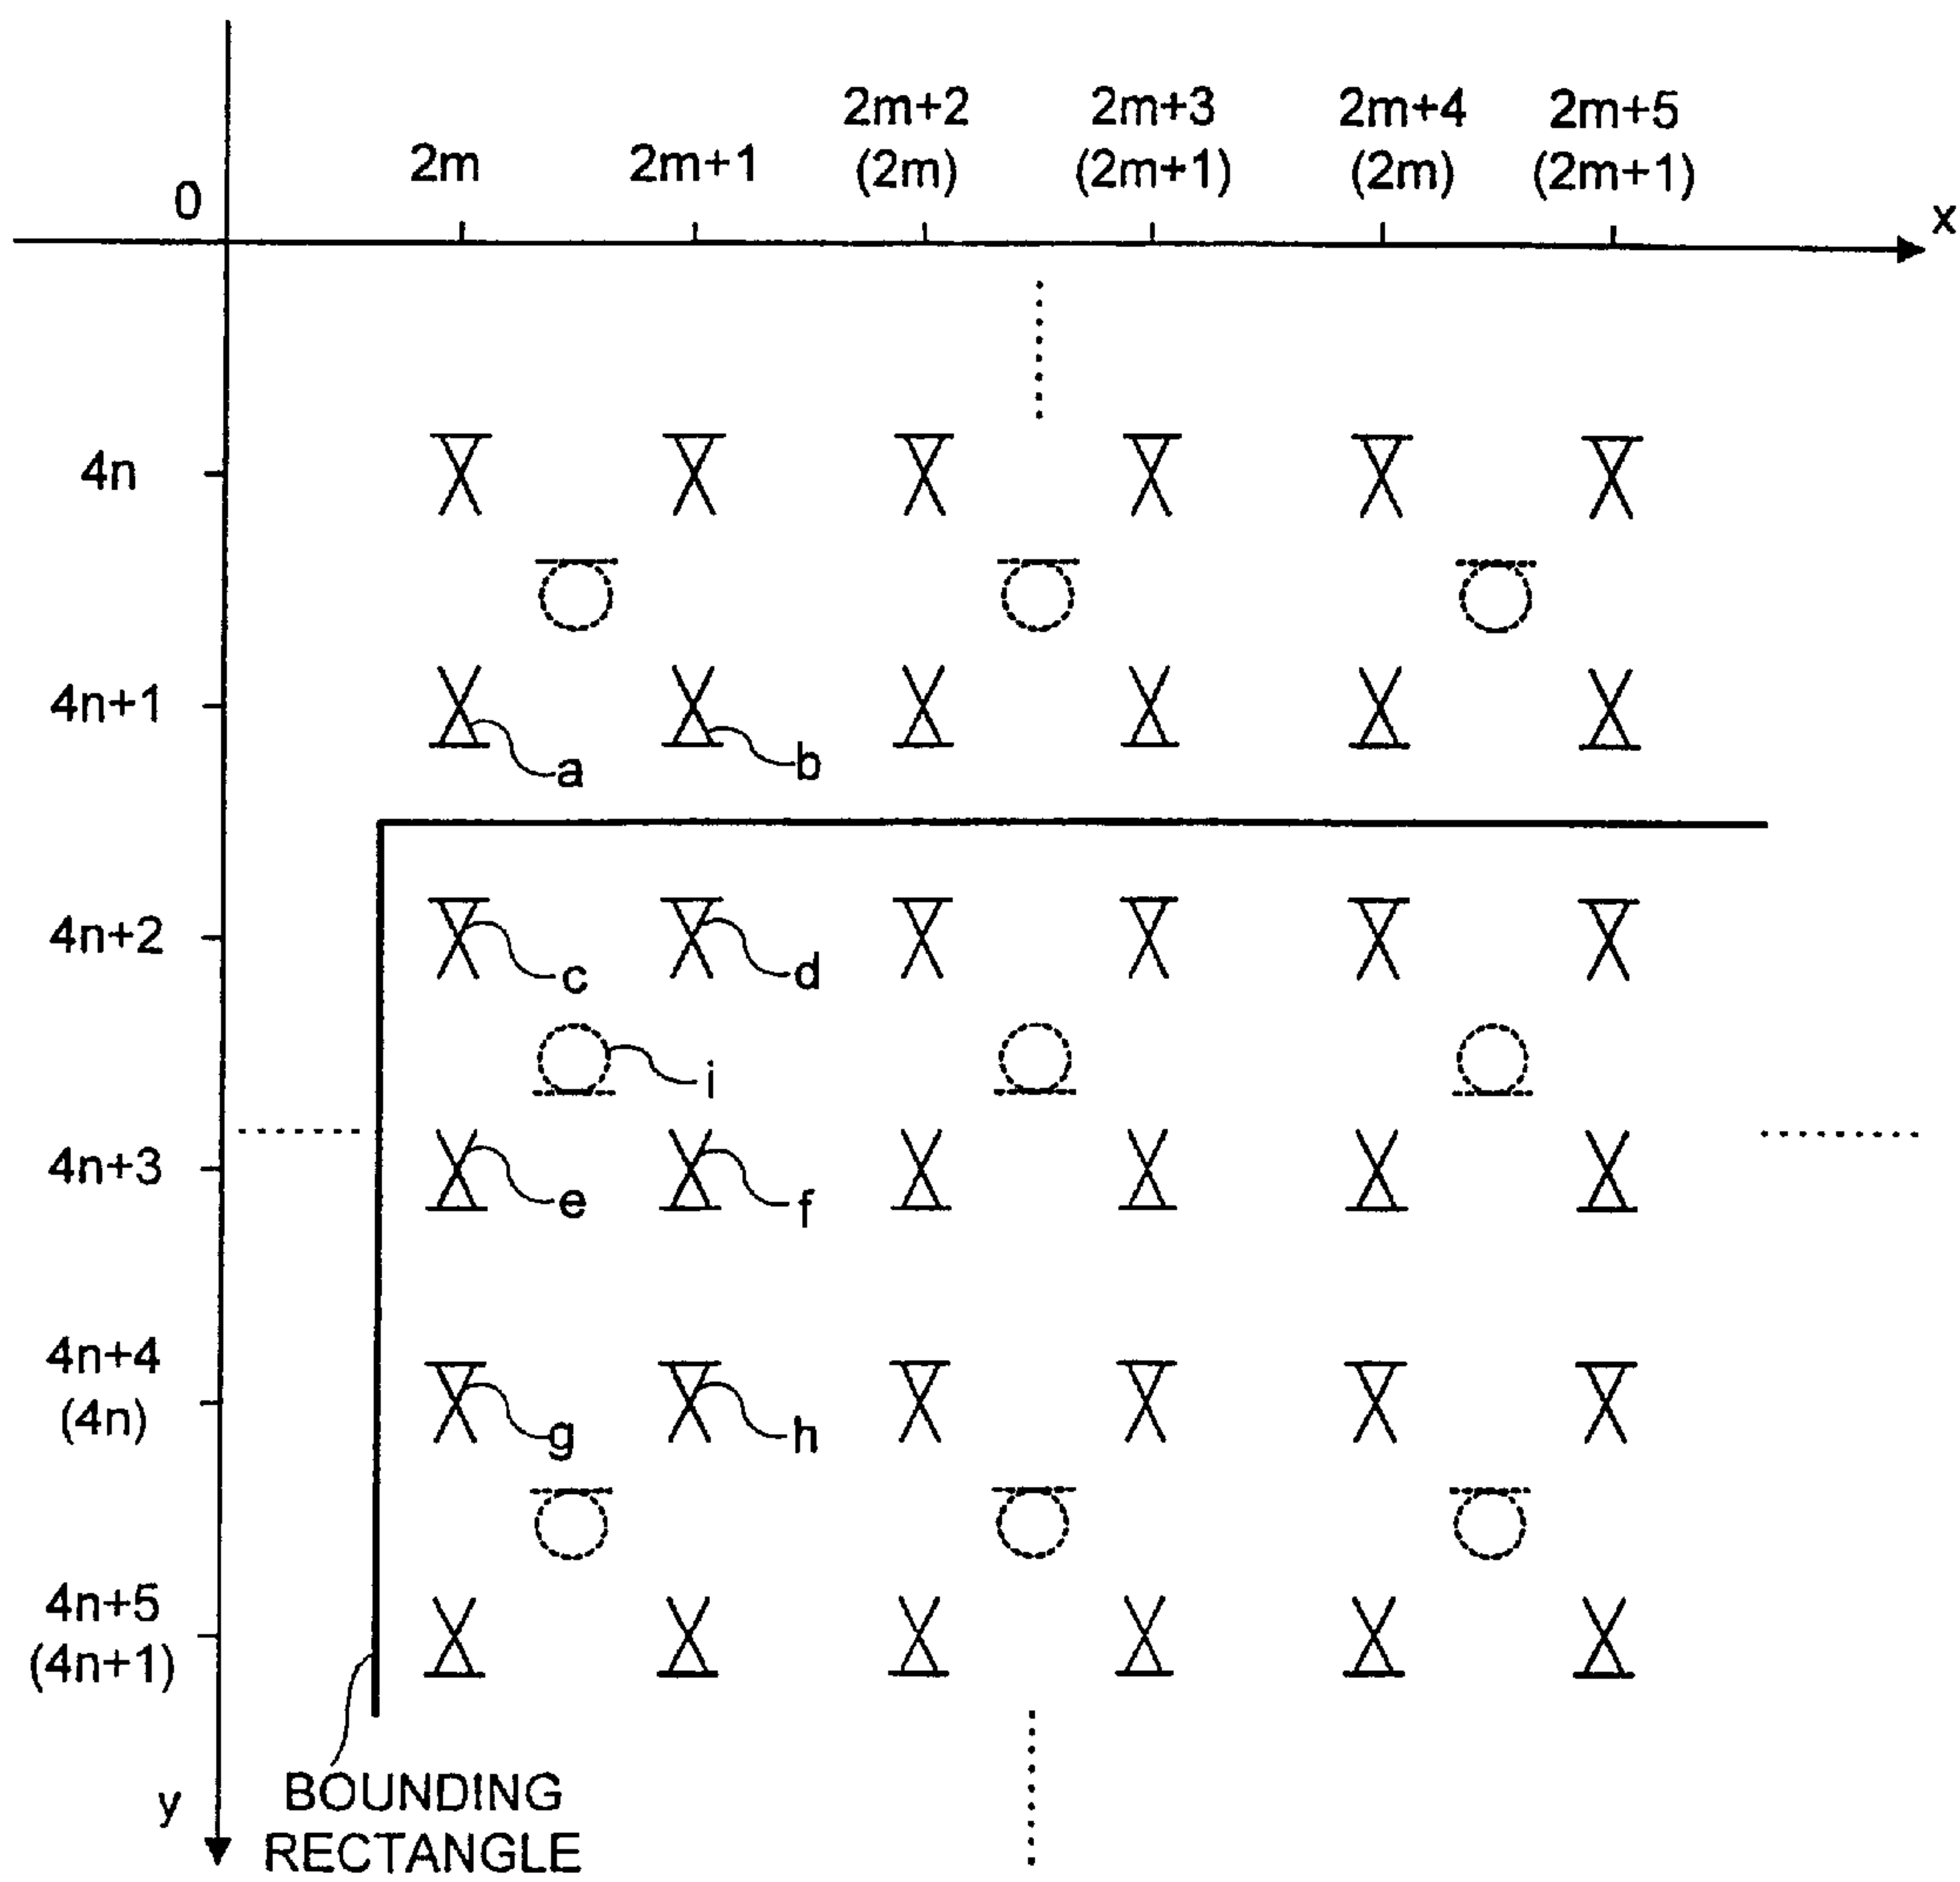 2m+2 2m+3 2m+4 2m+5
2m 2m+1 (2m) (2m+1) (2m) (2m+1)
0
x
4n
4n+1
a b
4n+2
c d
i
4n+3
e f
4n+4
(4n)
g h
4n+5
(4n+1)
y
BOUNDING
RECTANGLE